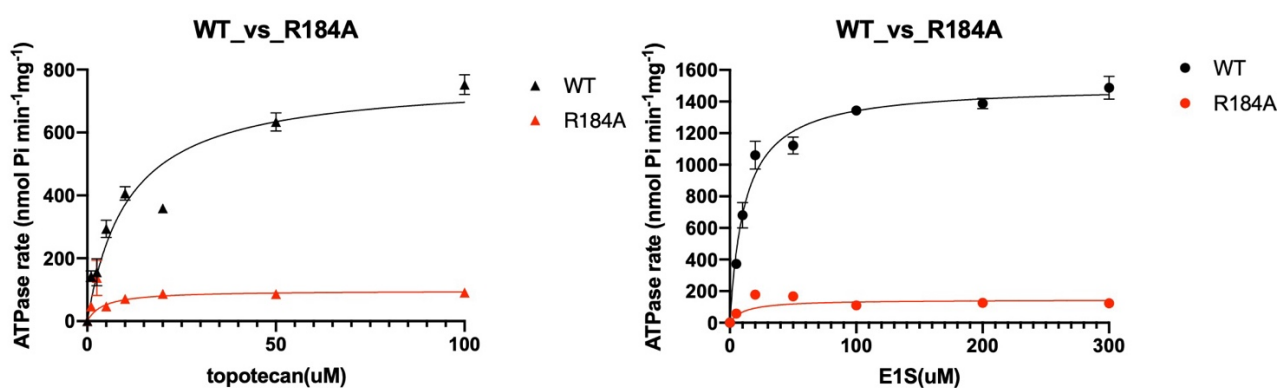 WT_vs_R184A
ATPase rate (nmol Pi min-1mg-1)
800
600
400
200
0
0
50
100
topotecan(uM)
WT
R184A
WT_vs_R184A
ATPase rate (nmol Pi min-1mg-1)
1600
1400
1200
1000
800
600
400
200
0
0
100
200
300
E1S(uM)
WT
R184A